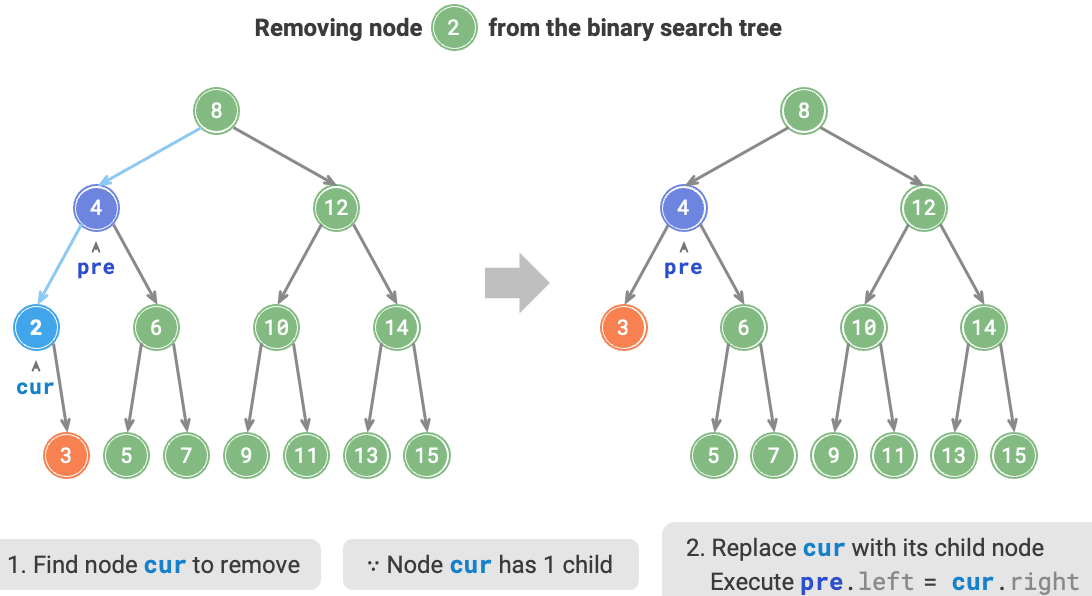 Removing node 2 from the binary search tree
8 8
4 12 4 12
pre pre
2 6 10 14 3 6 10 14
cur
3 5 7 9 11 13 15 5 7 9 11 13 15
1. Find node cur to remove
∵ Node cur has 1 child
2. Replace cur with its child node
Execute pre.left = cur.right